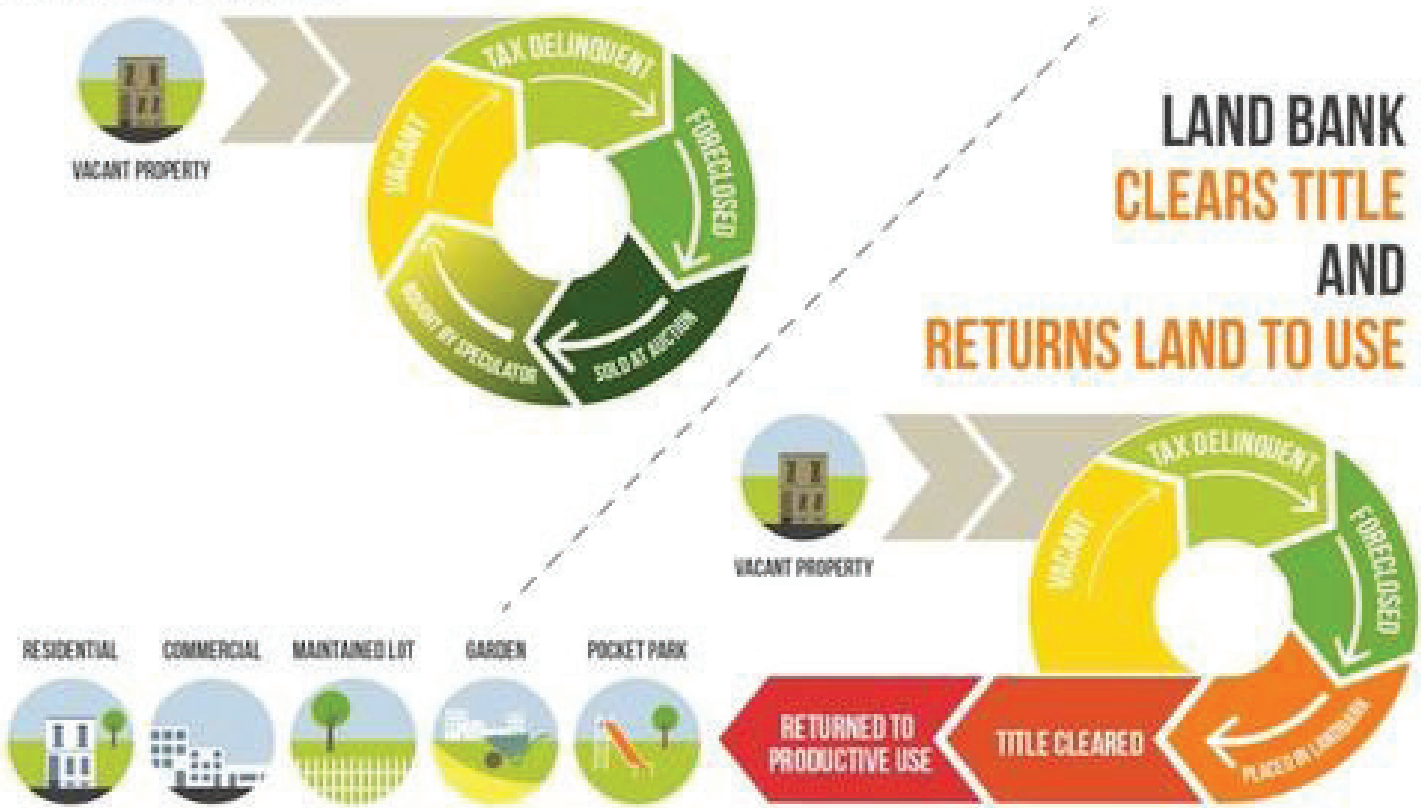 VACANT PROPERTY
TAX DELINQUENT
FORECLOSED
SOLD AT AUCTION
BOUGHT BY SPECULATOR
VACANT
LAND BANK
CLEARS TITLE
AND
RETURNS LAND TO USE
VACANT PROPERTY
TAX DELINQUENT
FORECLOSED
PLACED IN LANDBANK
VACANT
TITLE CLEARED
RETURNED TO
PRODUCTIVE USE
RESIDENTIAL
COMMERCIAL
MAINTAINED LOT
GARDEN
POCKET PARK